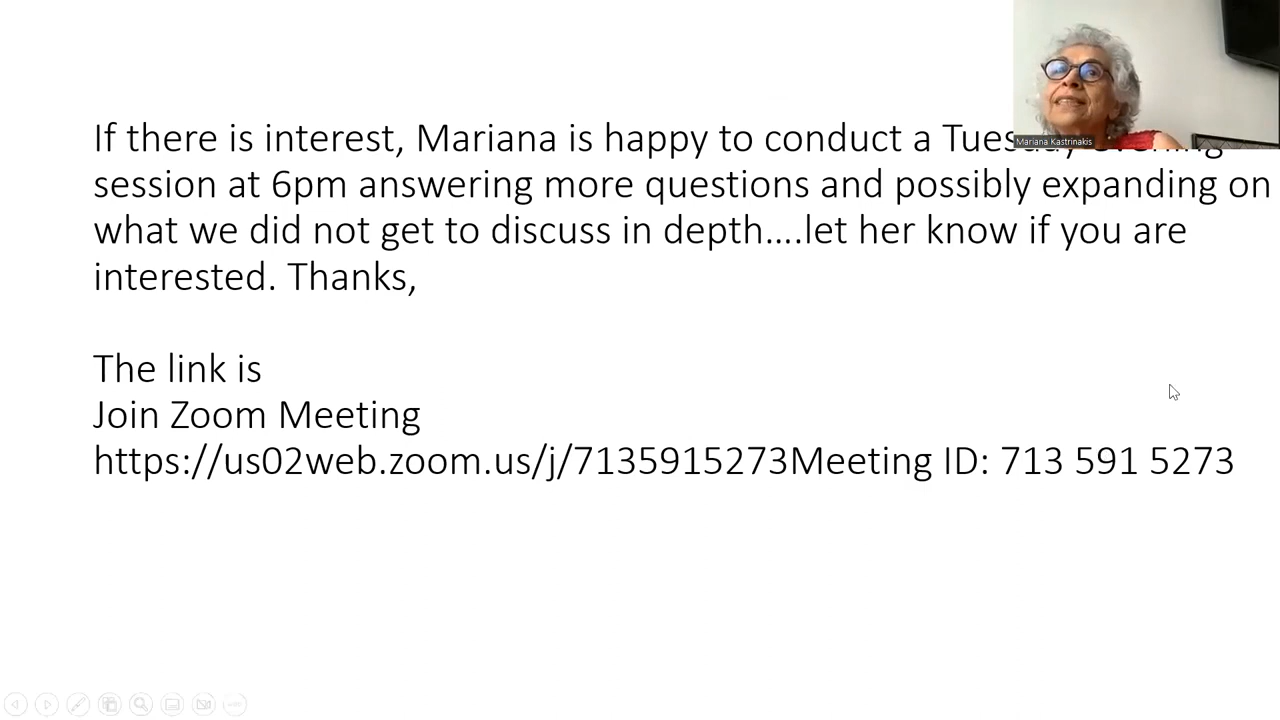 If there is interest, Mariana is happy to conduct a Tuesday evening
session at 6pm answering more questions and possibly expanding on
what we did not get to discuss in depth....let her know if you are
interested. Thanks,
The link is
Join Zoom Meeting
https://us02web.zoom.us/j/7135915273Meeting ID: 713 591 5273
Mariana Kastrinakis